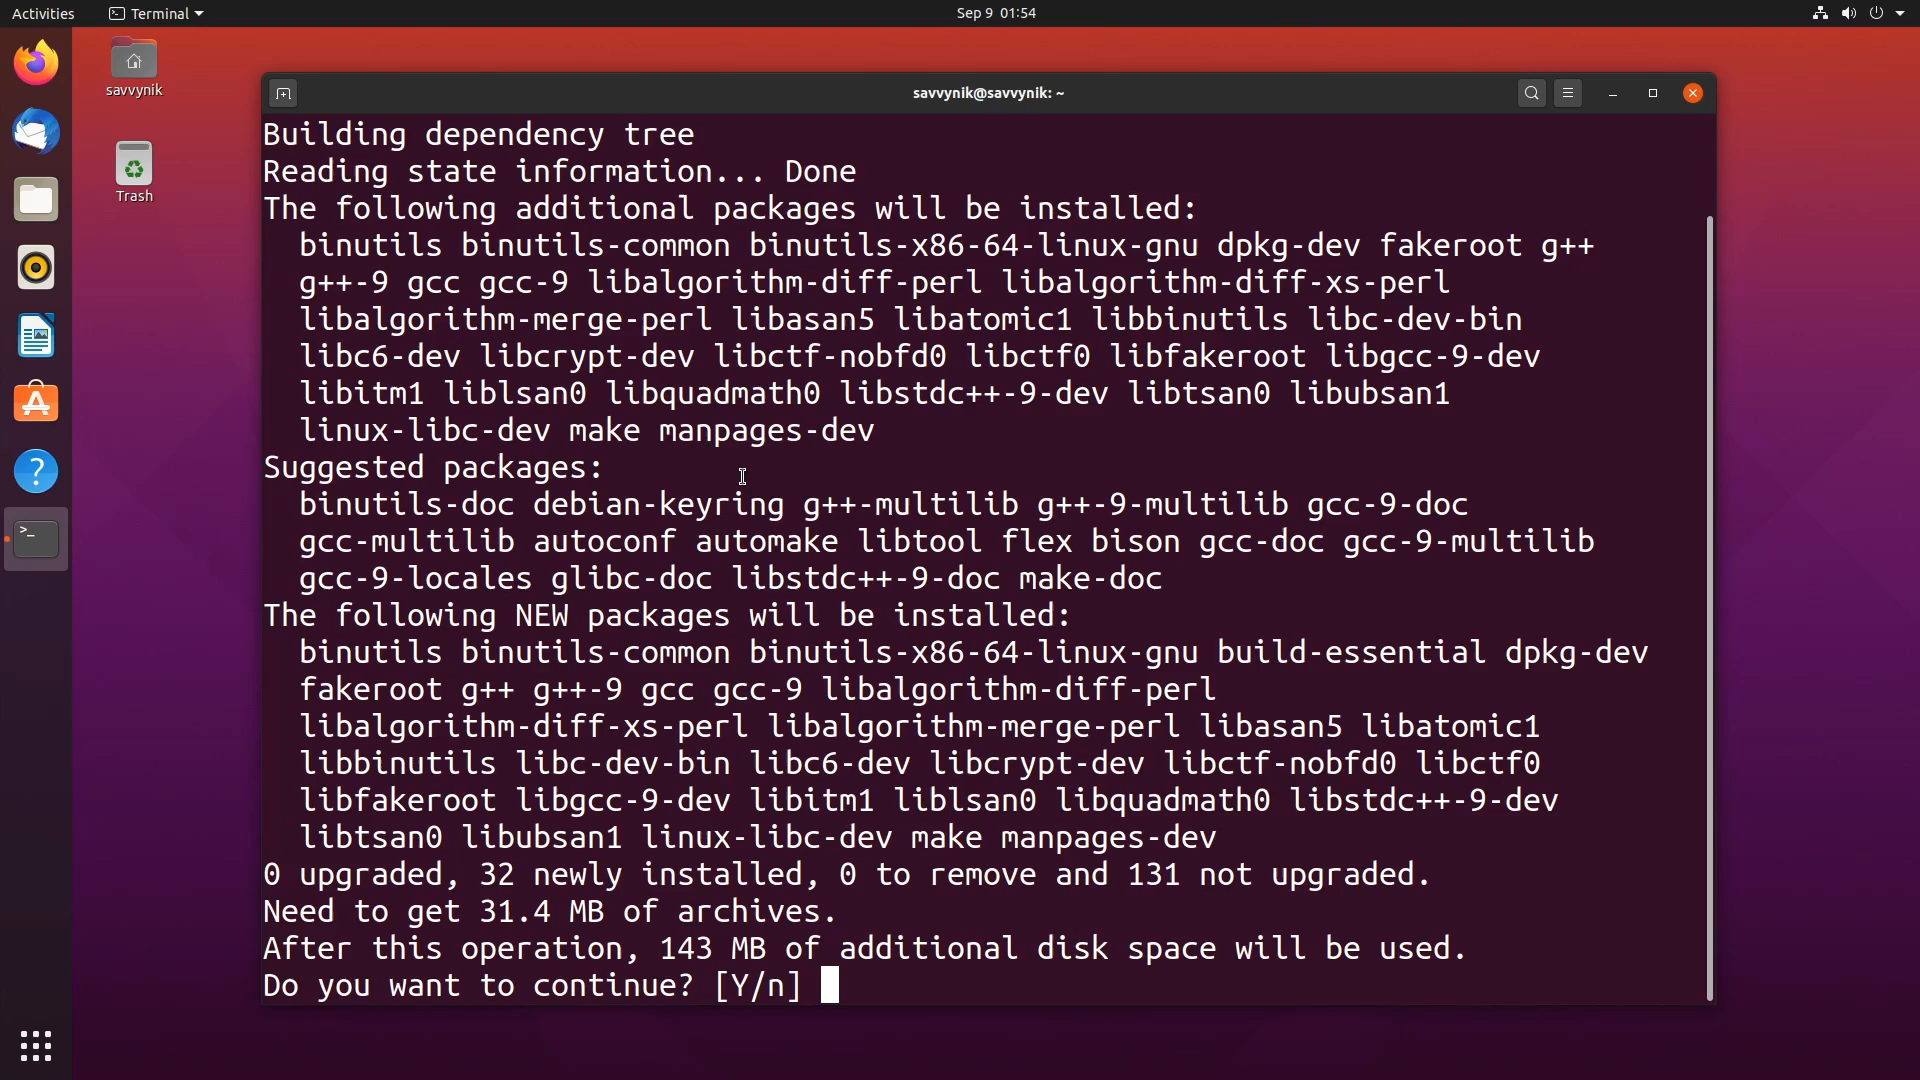 Activities
Terminal
Sep 9 01:54
savvynik
Trash
savvynik@savvynik: ~
Building dependency tree
Reading state information... Done
The following additional packages will be installed:
binutils binutils-common binutils-x86-64-linux-gnu dpkg-dev fakeroot g++
g++-9 gcc gcc-9 libalgorithm-diff-perl libalgorithm-diff-xs-perl
libalgorithm-merge-perl libasan5 libatomic1 libbinutils libc-dev-bin
libc6-dev libcrypt-dev libctf-nobfd0 libctf0 libfakeroot libgcc-9-dev
libitm1 liblsan0 libquadmath0 libstdc++-9-dev libtsan0 libubsan1
linux-libc-dev make manpages-dev
Suggested packages:
binutils-doc debian-keyring g++-multilib g++-9-multilib gcc-9-doc
gcc-multilib autoconf automake libtool flex bison gcc-doc gcc-9-multilib
gcc-9-locales glibc-doc libstdc++-9-doc make-doc
The following NEW packages will be installed:
binutils binutils-common binutils-x86-64-linux-gnu build-essential dpkg-dev
fakeroot g++ g++-9 gcc gcc-9 libalgorithm-diff-perl
libalgorithm-diff-xs-perl libalgorithm-merge-perl libasan5 libatomic1
libbinutils libc-dev-bin libc6-dev libcrypt-dev libctf-nobfd0 libctf0
libfakeroot libgcc-9-dev libitm1 liblsan0 libquadmath0 libstdc++-9-dev
libtsan0 libubsan1 linux-libc-dev make manpages-dev
0 upgraded, 32 newly installed, 0 to remove and 131 not upgraded.
Need to get 31.4 MB of archives.
After this operation, 143 MB of additional disk space will be used.
Do you want to continue? [Y/n]